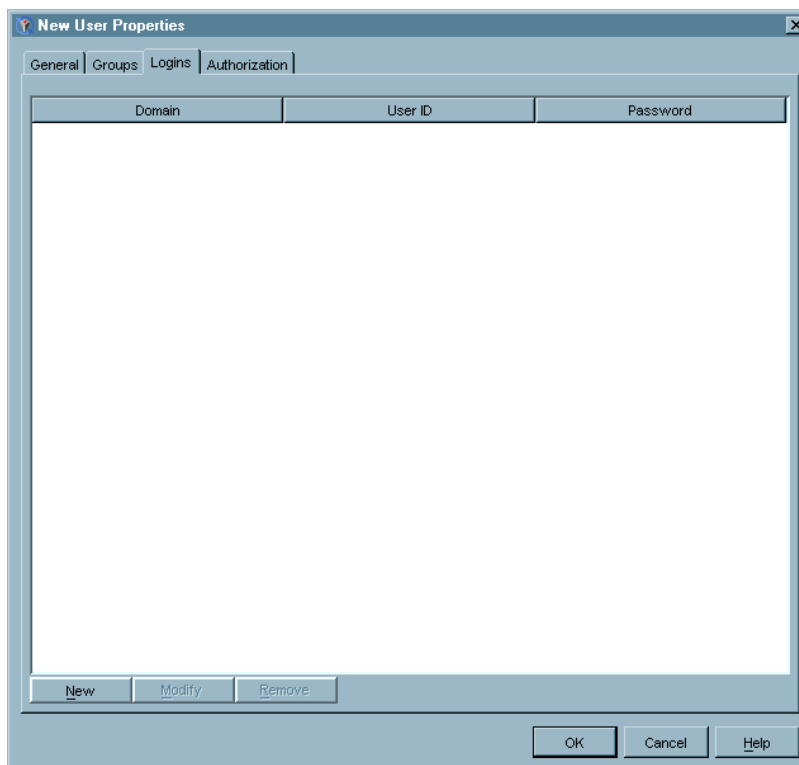 New User Properties
General Groups Logins Authorization
Domain User ID Password
New Modify Remove
OK Cancel Help